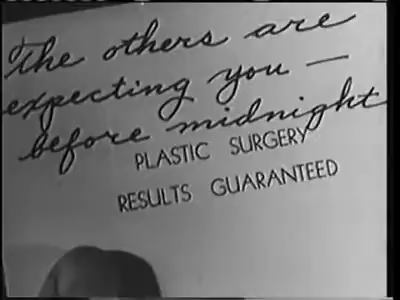 The others are
expecting you —
before midnight
PLASTIC SURGERY
RESULTS GUARANTEED